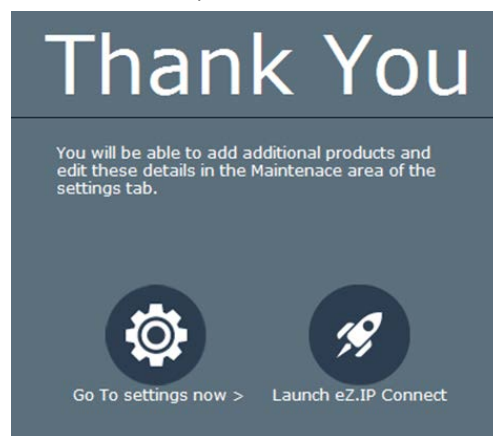 Thank You
You will be able to add additional products and
edit these details in the Maintenace area of the
settings tab.
Go To settings now >
Launch eZ.IP Connect